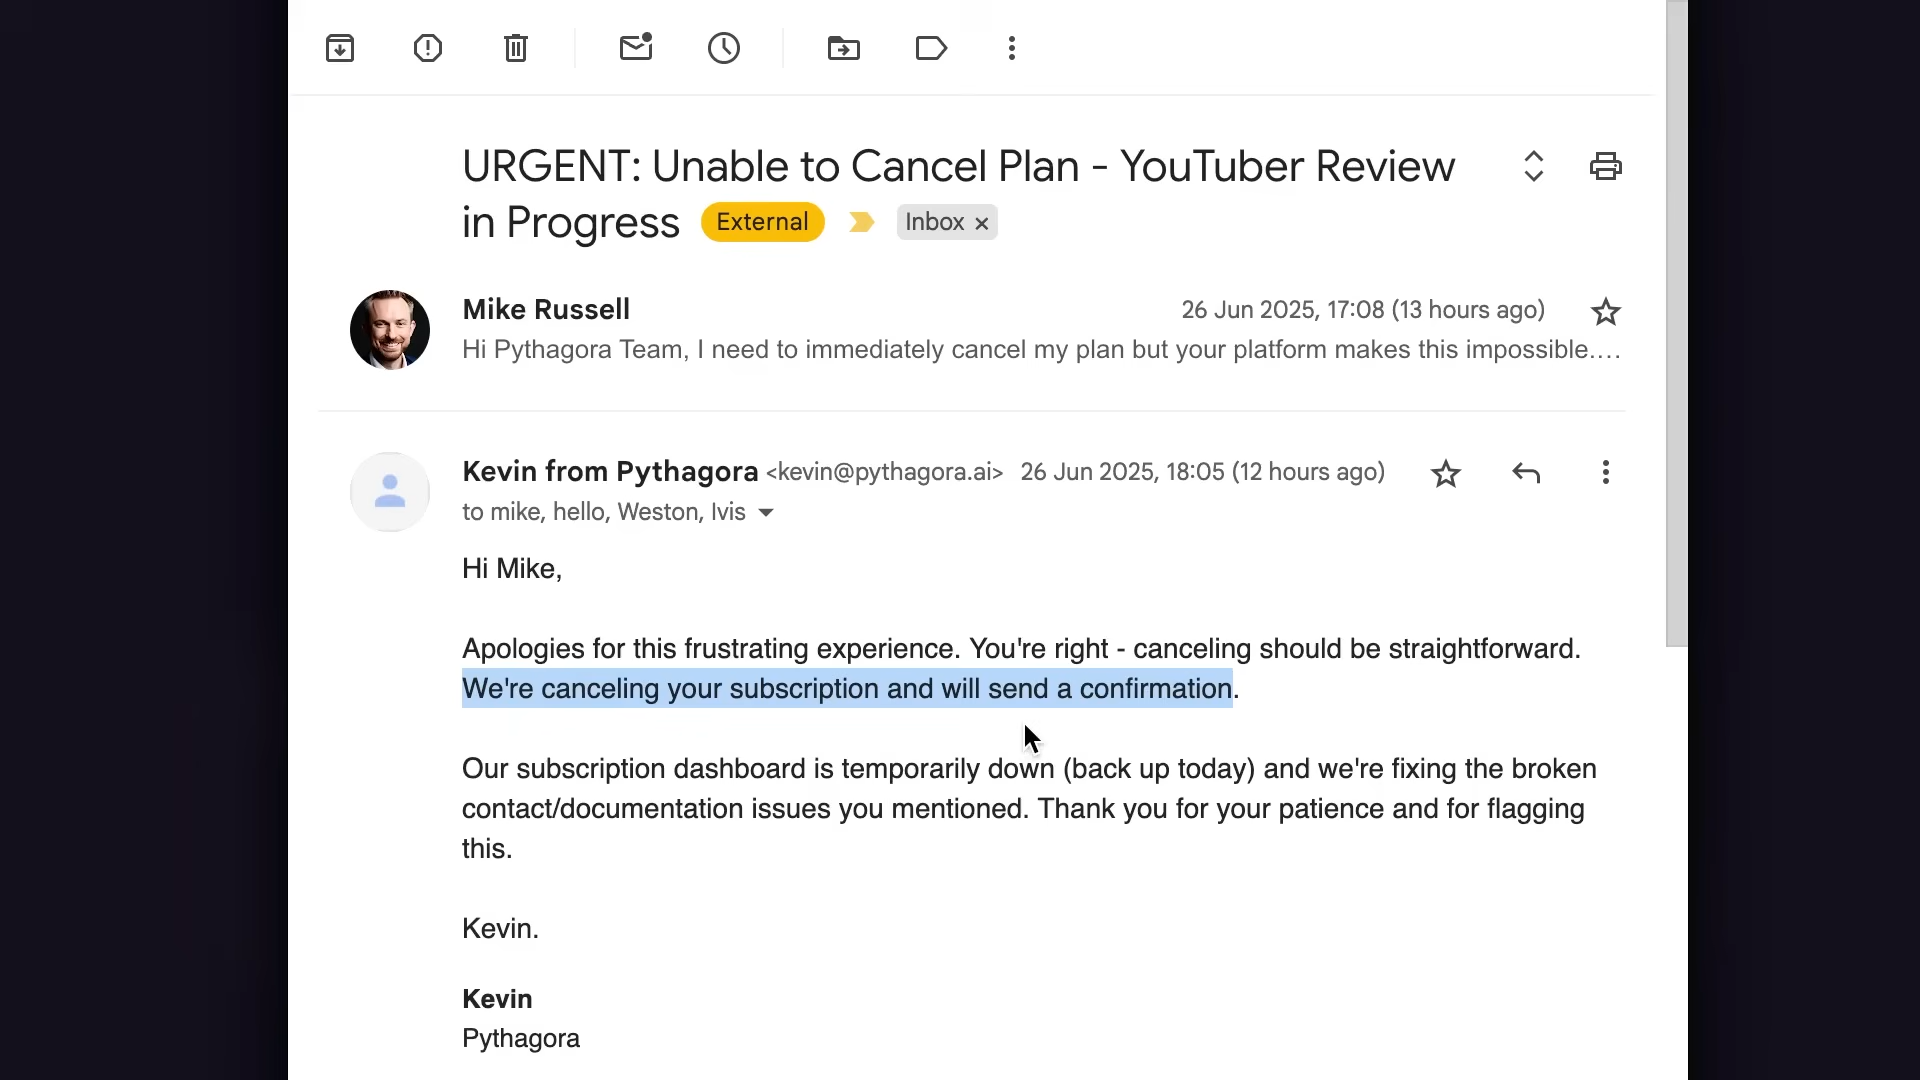 URGENT: Unable to Cancel Plan - YouTuber Review
in Progress External Inbox ×
Mike Russell 26 Jun 2025, 17:08 (13 hours ago)
Hi Pythagora Team, I need to immediately cancel my plan but your platform makes this impossible....
Kevin from Pythagora <kevin@pythagora.ai> 26 Jun 2025, 18:05 (12 hours ago)
to mike, hello, Weston, Ivis
Hi Mike,
Apologies for this frustrating experience. You're right - canceling should be straightforward.
We're canceling your subscription and will send a confirmation.
Our subscription dashboard is temporarily down (back up today) and we're fixing the broken
contact/documentation issues you mentioned. Thank you for your patience and for flagging
this.
Kevin.
Kevin
Pythagora